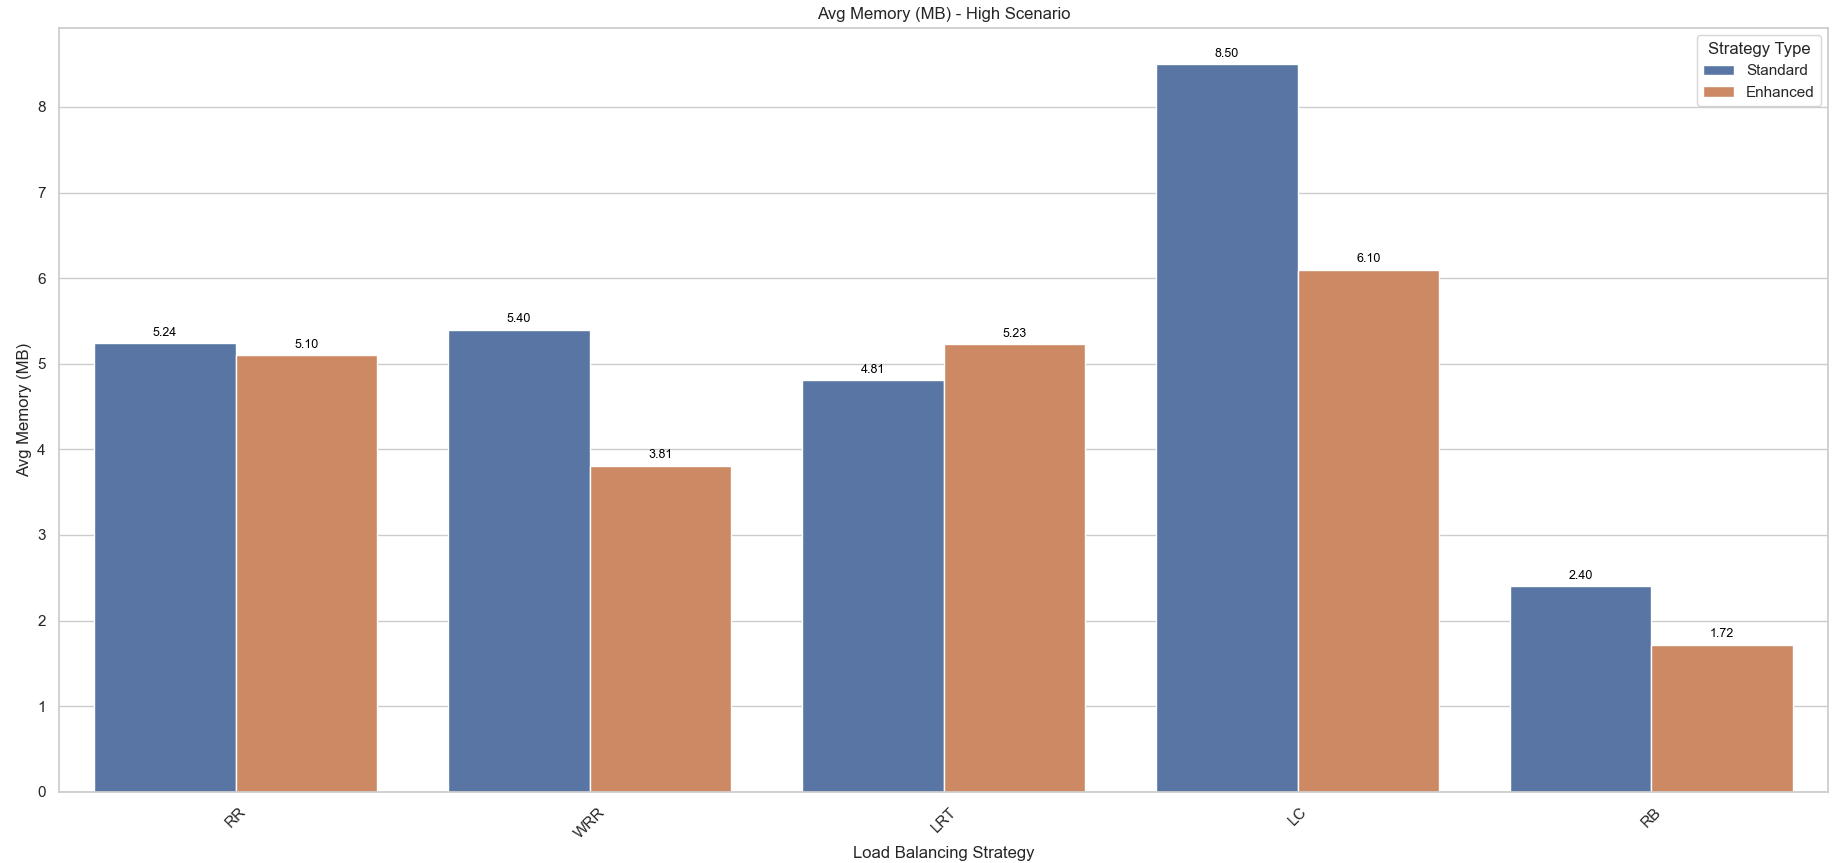 Avg Memory (MB) - High Scenario
Strategy Type
Standard
Enhanced
Avg Memory (MB)
8
7
6
5
4
3
2
1
0
5.24
5.10
5.40
3.81
4.81
5.23
8.50
6.10
2.40
1.72
RR
WRR
LRT
LC
RB
Load Balancing Strategy